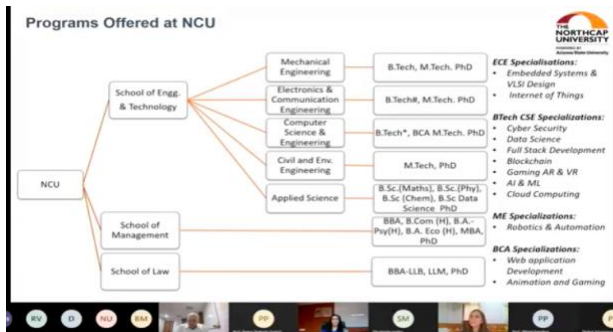 Programs Offered at NCU
THE
NORTHCAP
UNIVERSITY
Mechanical
Engineering
B.Tech, M.Tech. PhD
School of Engg.
& Technology
Electronics &
Communication
Engineering
B.Tech#, M.Tech. PhD
Computer
Science &
Engineering
B.Tech*, BCA M.Tech. PhD
Civil and Env.
Engineering
M.Tech, PhD
Applied Science
B.Sc.(Maths), B.Sc.(Phy),
B.Sc (Chem), B.Sc Data
Science PhD
NCU
School of
Management
BBA, B.Com (H), B.A.-
Psy(H), B.A. Eco (H), MBA,
PhD
School of Law
BBA-LLB, LLM, PhD
ECE Specialisations:
• Embedded Systems &
VLSI Design
• Internet of Things
BTech CSE Specializations:
• Cyber Security
• Data Science
• Full Stack Development
• Blockchain
• Gaming AR & VR
• AI & ML
• Cloud Computing
ME Specializations:
• Robotics & Automation
BCA Specializations:
• Web application
Development
• Animation and Gaming
RV
D
NU
BM
PP
SM
PP